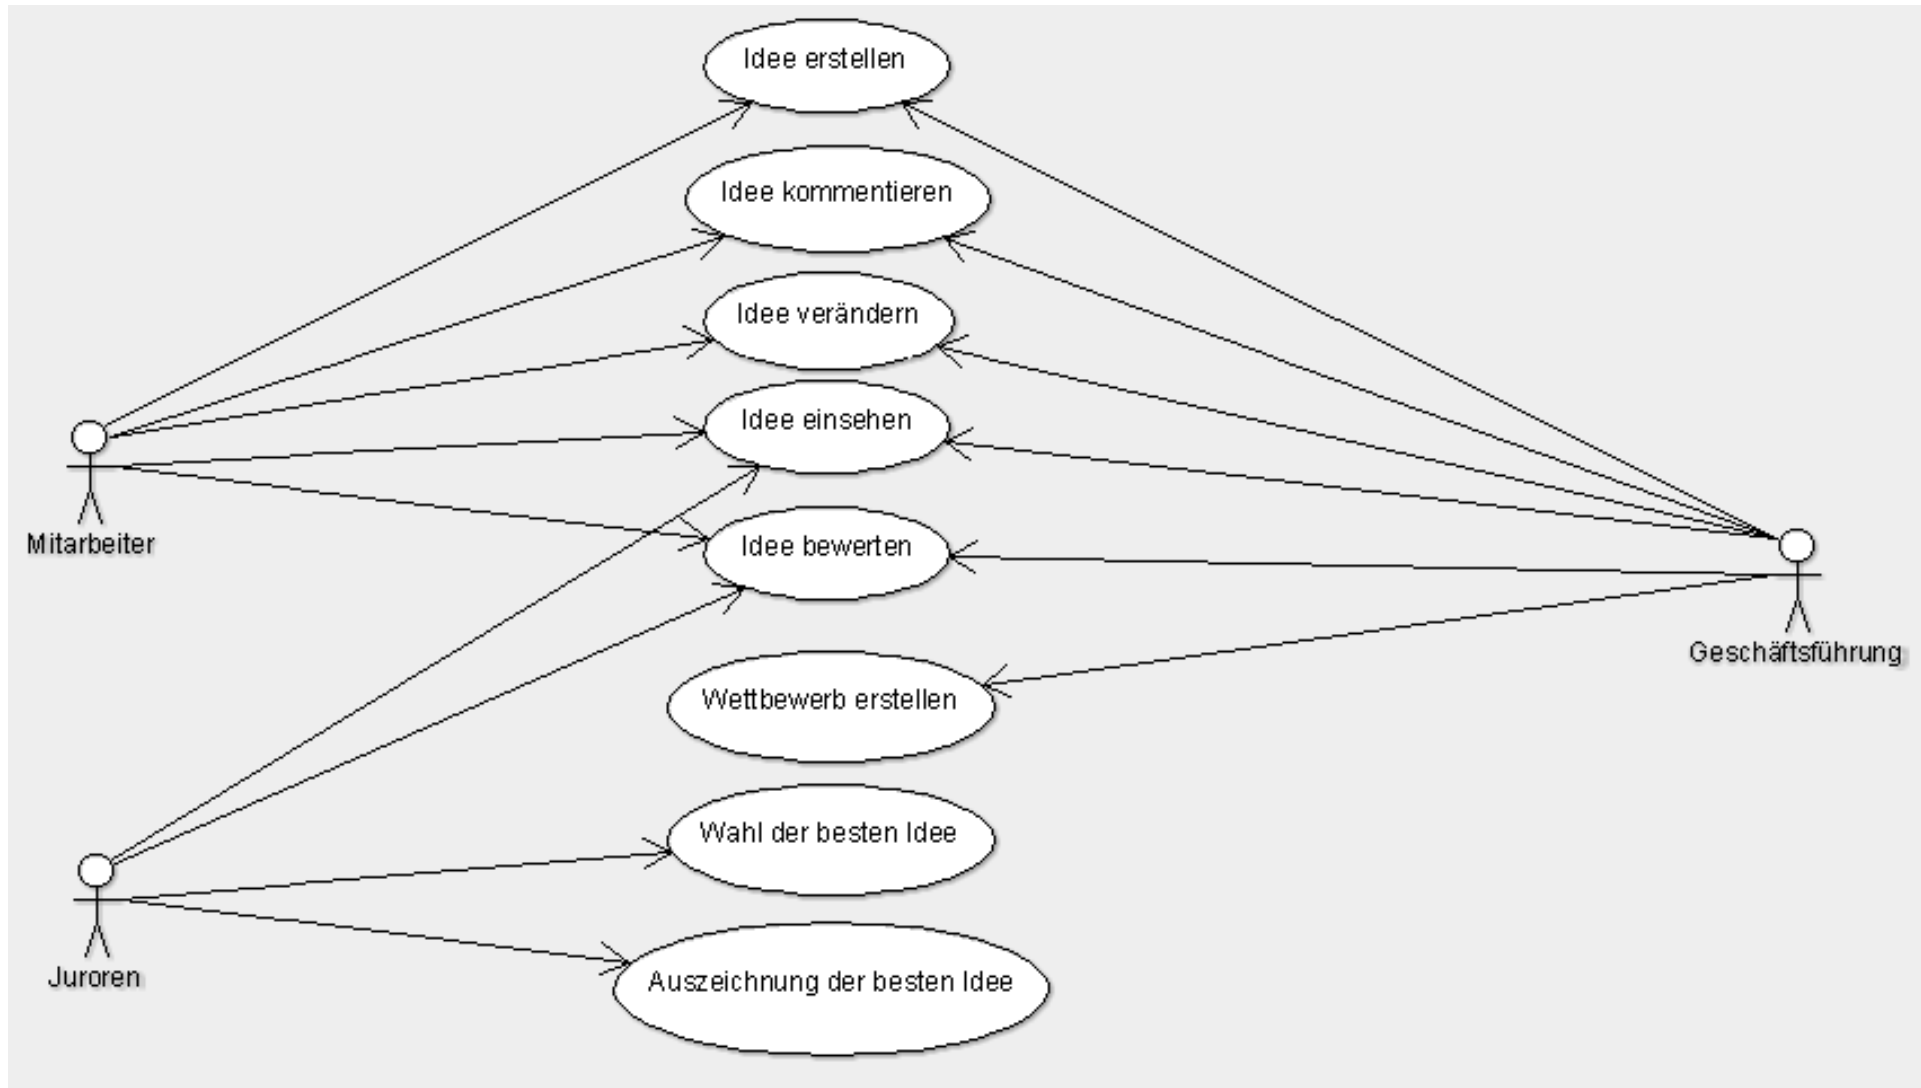 Idee erstellen
Idee kommentieren
Idee verändern
Idee einsehen
Mitarbeiter
Idee bewerten
Geschäftsführung
Wettbewerb erstellen
Wahl der besten Idee
Juroren
Auszeichnung der besten Idee